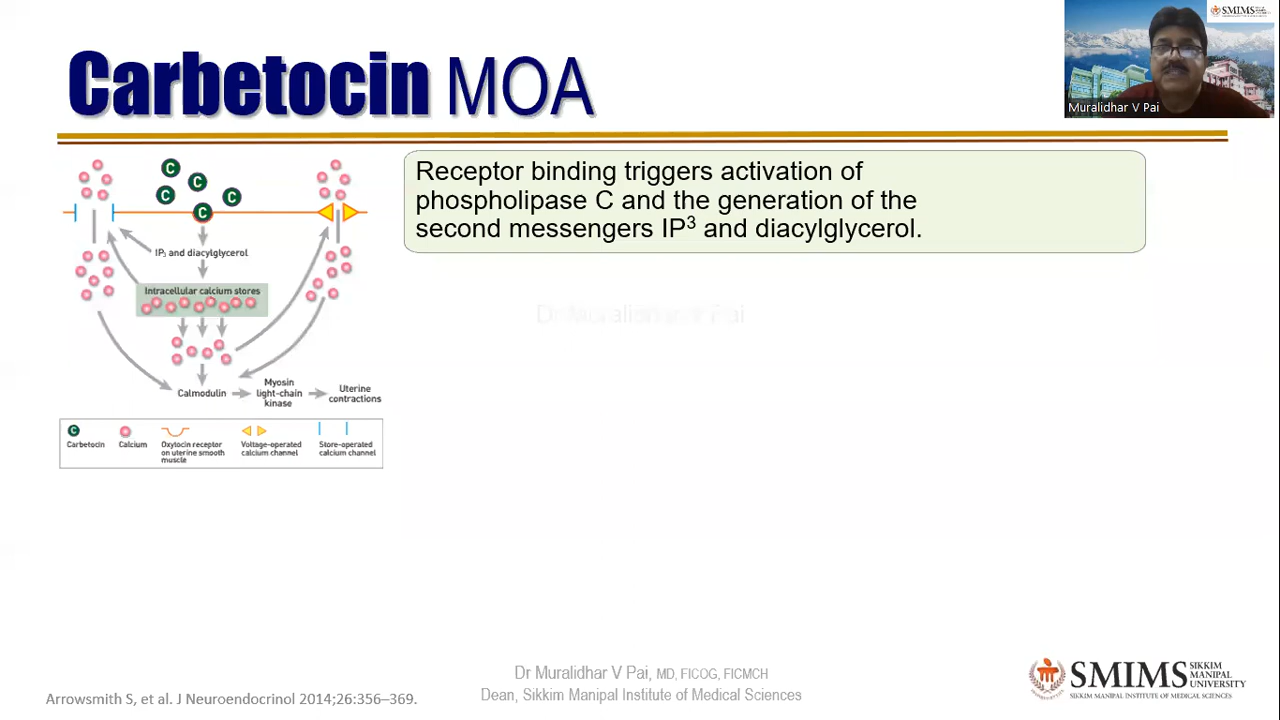 SMIMS
Carbetocin MOA
Muralidhar V Pai
C
C
C
C
C
IP₃ and diacylglycerol
Intracellular calcium stores
Calmodulin
Myosin
light-chain
kinase
Uterine
contractions
C
Carbetocin
Calcium
Oxytocin receptor
on uterine smooth
muscle
Voltage-operated
calcium channel
Store-operated
calcium channel
Receptor binding triggers activation of
phospholipase C and the generation of the
second messengers IP³ and diacylglycerol.
Dr Muralidhar V Pai
Arrowsmith S, et al. J Neuroendocrinol 2014;26:356–369.
Dr Muralidhar V Pai, MD, FICOG, FICMCH
Dean, Sikkim Manipal Institute of Medical Sciences
SMIMS SIKKIM
MANIPAL
UNIVERSITY
SIKKIM MANIPAL INSTITUTE OF MEDICAL SCIENCES